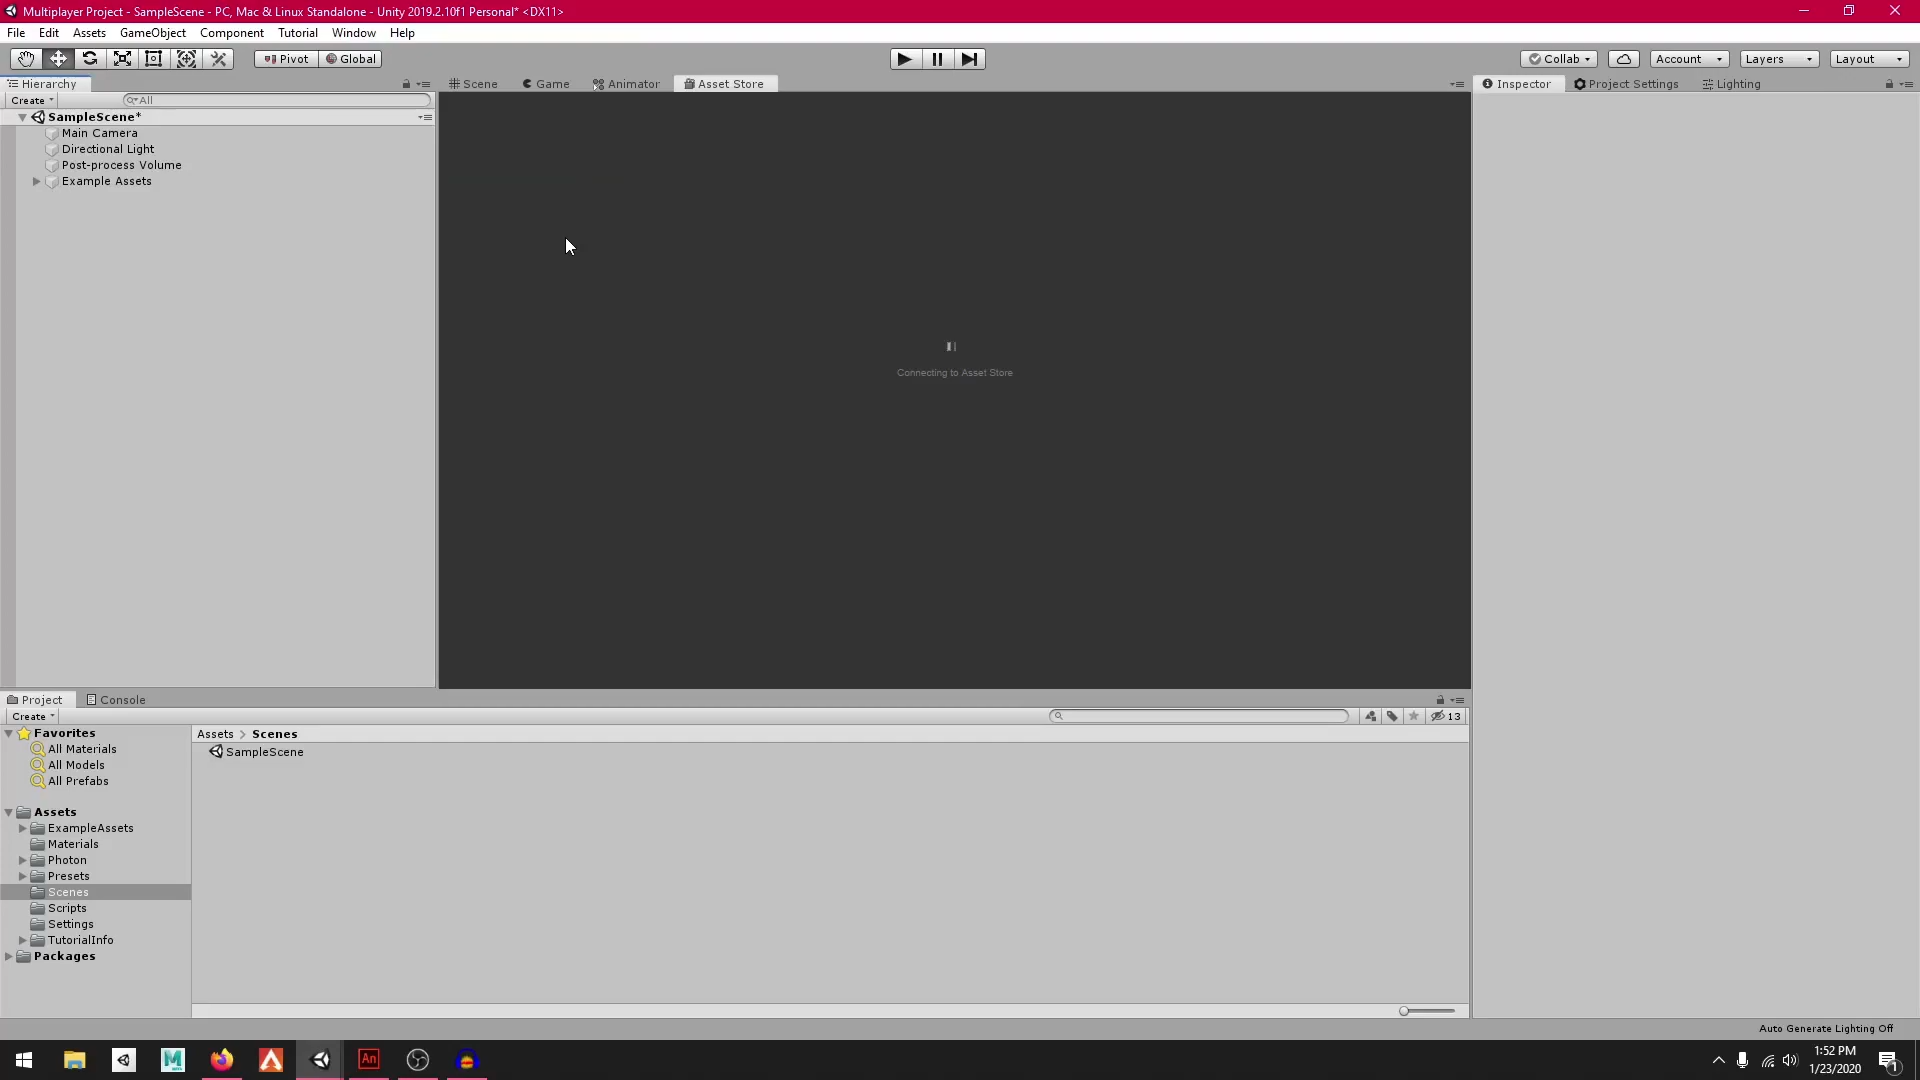 Multiplayer Project - SampleScene - PC, Mac & Linux Standalone - Unity 2019.2.10f1 Personal* <DX11>
File Edit Assets GameObject Component Tutorial Window Help
Pivot Global Collab Account Layers Layout
Hierarchy
Create All
SampleScene*
Main Camera
Directional Light
Post-process Volume
Example Assets
Scene Game Animator Asset Store
Connecting to Asset Store
Inspector Project Settings Lighting
Project Console
Create 13
Favorites
All Materials
All Models
All Prefabs
Assets
ExampleAssets
Materials
Photon
Presets
Scenes
Scripts
Settings
TutorialInfo
Packages
Assets > Scenes
SampleScene
Auto Generate Lighting Off
M An
1:52 PM
1/23/2020
1